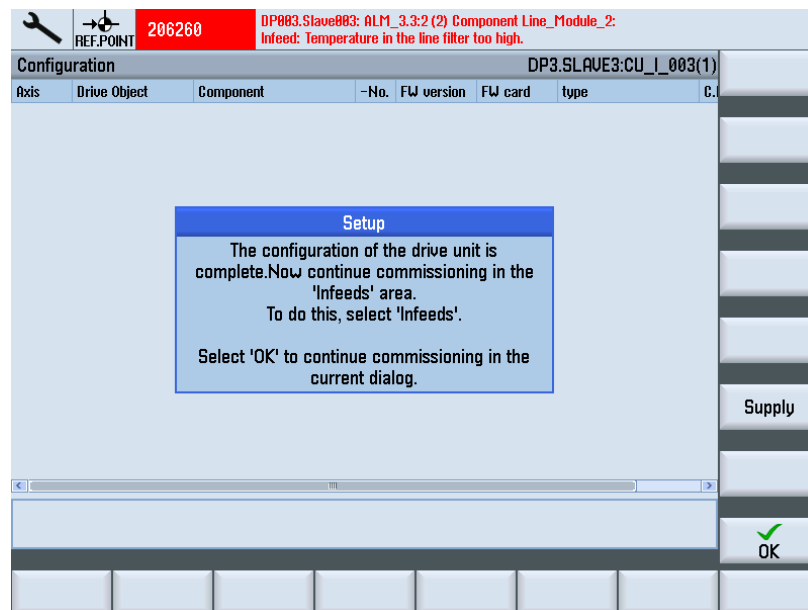 REF.POINT
206260
DP003.Slave003: ALM_3.3:2 (2) Component Line_Module_2:
Infeed: Temperature in the line filter too high.
Configuration DP3.SLAVE3:CU_I_003(1)
Axis Drive Object Component -No. FW version FW card type C.
Setup
The configuration of the drive unit is
complete.Now continue commissioning in the
'Infeeds' area.
To do this, select 'Infeeds'.
Select 'OK' to continue commissioning in the
current dialog.
Supply
OK